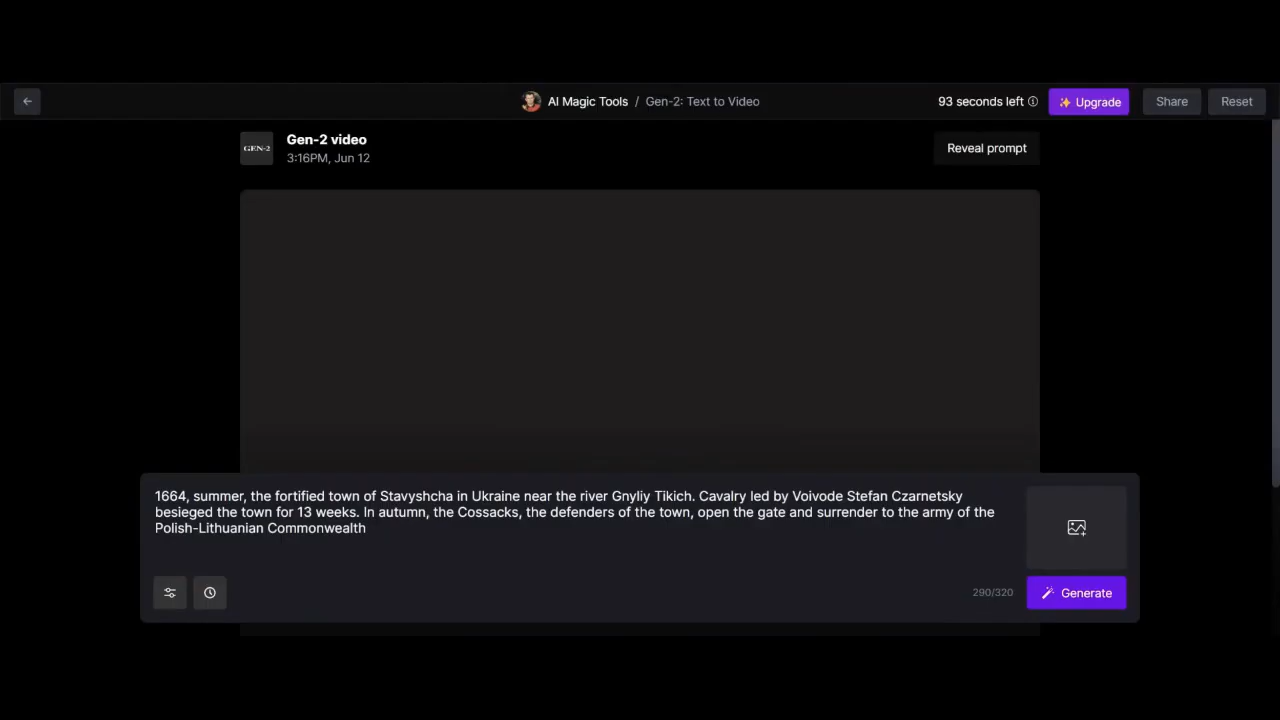 AI Magic Tools / Gen-2: Text to Video
93 seconds left
Upgrade
Share
Reset
GEN-2
Gen-2 video
3:16PM, Jun 12
Reveal prompt
1664, summer, the fortified town of Stavyshcha in Ukraine near the river Gnyliy Tikich. Cavalry led by Voivode Stefan Czarnetsky
besieged the town for 13 weeks. In autumn, the Cossacks, the defenders of the town, open the gate and surrender to the army of the
Polish-Lithuanian Commonwealth
290/320
Generate